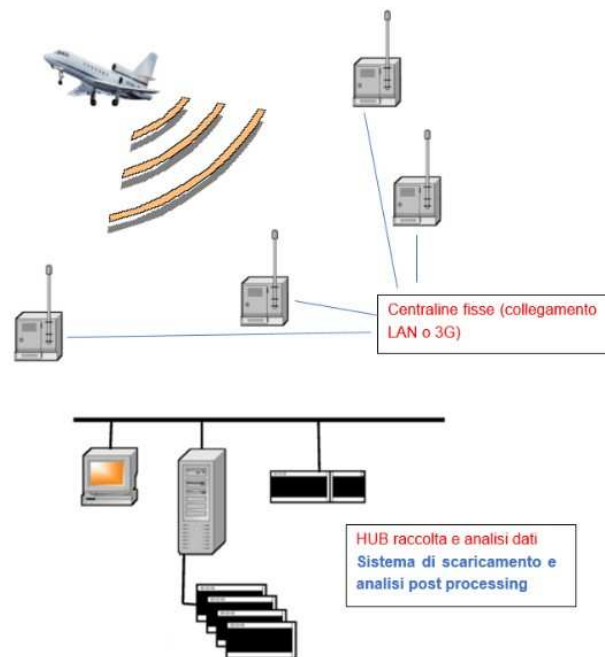 Centraline fisse (collegamento
LAN o 3G)
HUB raccolta e analisi dati
Sistema di scaricamento e
analisi post processing